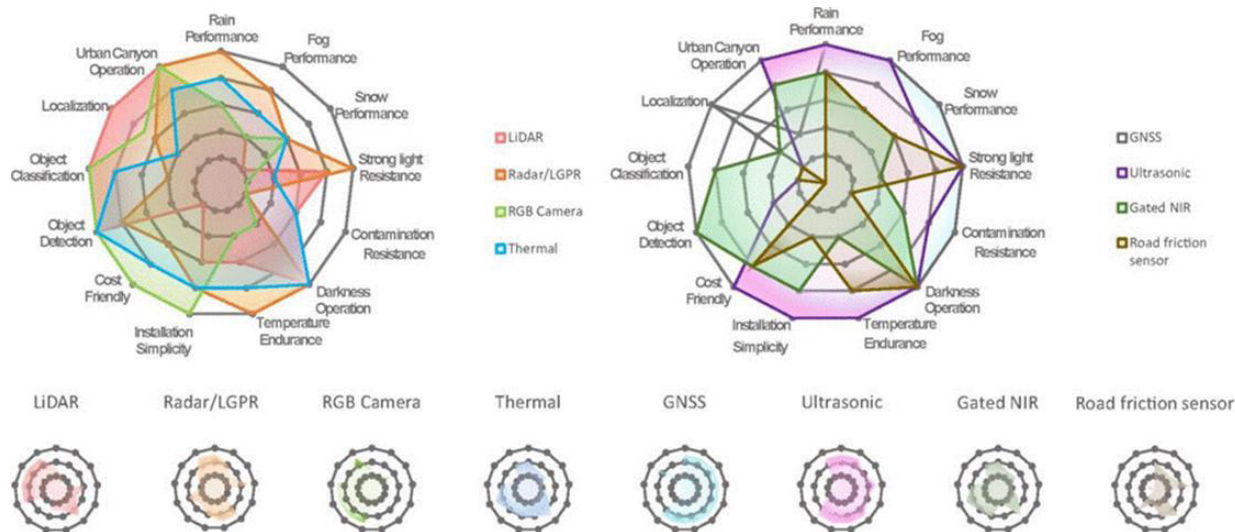 Rain
Performance
Fog
Performance
Snow
Performance
Strong light
Resistance
Contamination
Resistance
Darkness
Operation
Temperature
Endurance
Installation
Simplicity
Cost
Friendly
Object
Detection
Object
Classification
Localization
Urban Canyon
Operation
LiDAR
Radar/LGPR
RGB Camera
Thermal
Rain
Performance
Fog
Performance
Snow
Performance
Strong light
Resistance
Contamination
Resistance
Darkness
Operation
Temperature
Endurance
Installation
Simplicity
Cost
Friendly
Object
Detection
Object
Classification
Localization
Urban Canyon
Operation
GNSS
Ultrasonic
Gated NIR
Road friction
sensor
LiDAR
Radar/LGPR
RGB Camera
Thermal
GNSS
Ultrasonic
Gated NIR
Road friction sensor